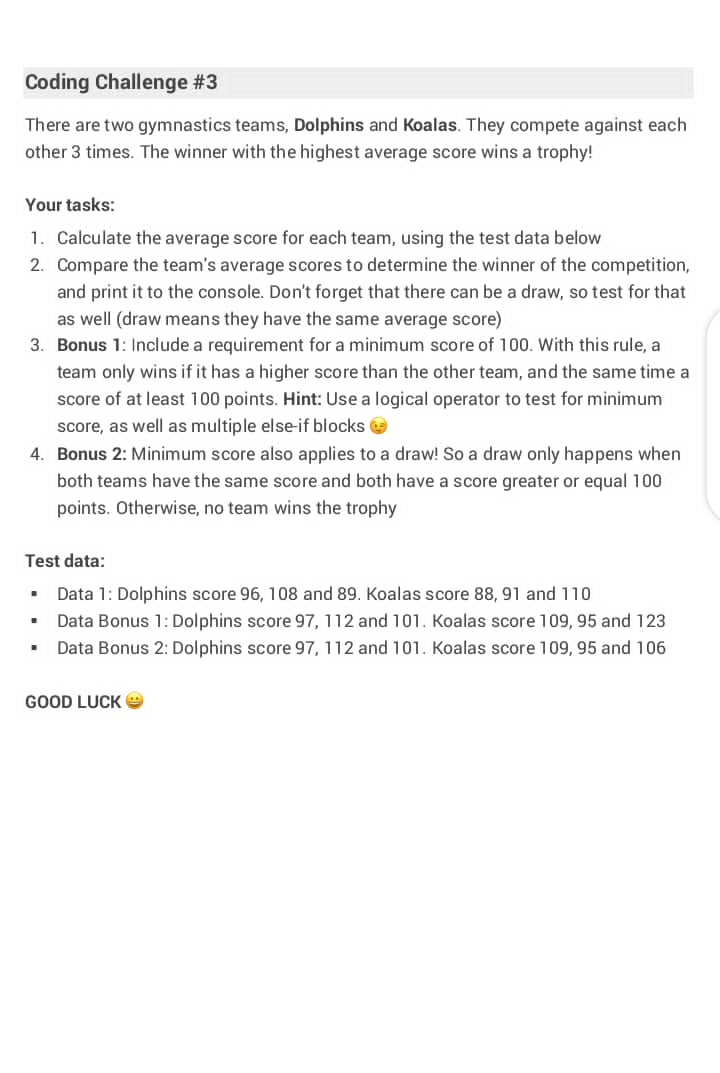 Coding Challenge #3
There are two gymnastics teams, Dolphins and Koalas. They compete against each
other 3 times. The winner with the highest average score wins a trophy!
Your tasks:
1. Calculate the average score for each team, using the test data below
2. Compare the team's average scores to determine the winner of the competition,
and print it to the console. Don't forget that there can be a draw, so test for that
as well (draw means they have the same average score)
3. Bonus 1: Include a requirement for a minimum score of 100. With this rule, a
team only wins if it has a higher score than the other team, and the same time a
score of at least 100 points. Hint: Use a logical operator to test for minimum
score, as well as multiple else-if blocks 😉
4. Bonus 2: Minimum score also applies to a draw! So a draw only happens when
both teams have the same score and both have a score greater or equal 100
points. Otherwise, no team wins the trophy
Test data:
▪ Data 1: Dolphins score 96, 108 and 89. Koalas score 88, 91 and 110
▪ Data Bonus 1: Dolphins score 97, 112 and 101. Koalas score 109, 95 and 123
▪ Data Bonus 2: Dolphins score 97, 112 and 101. Koalas score 109, 95 and 106
GOOD LUCK 😀